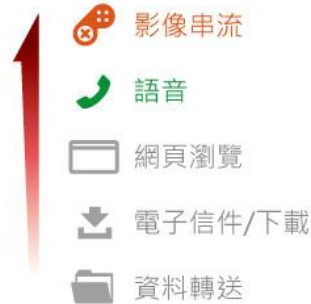 影像串流
語音
網頁瀏覽
電子信件/下載
資料轉送